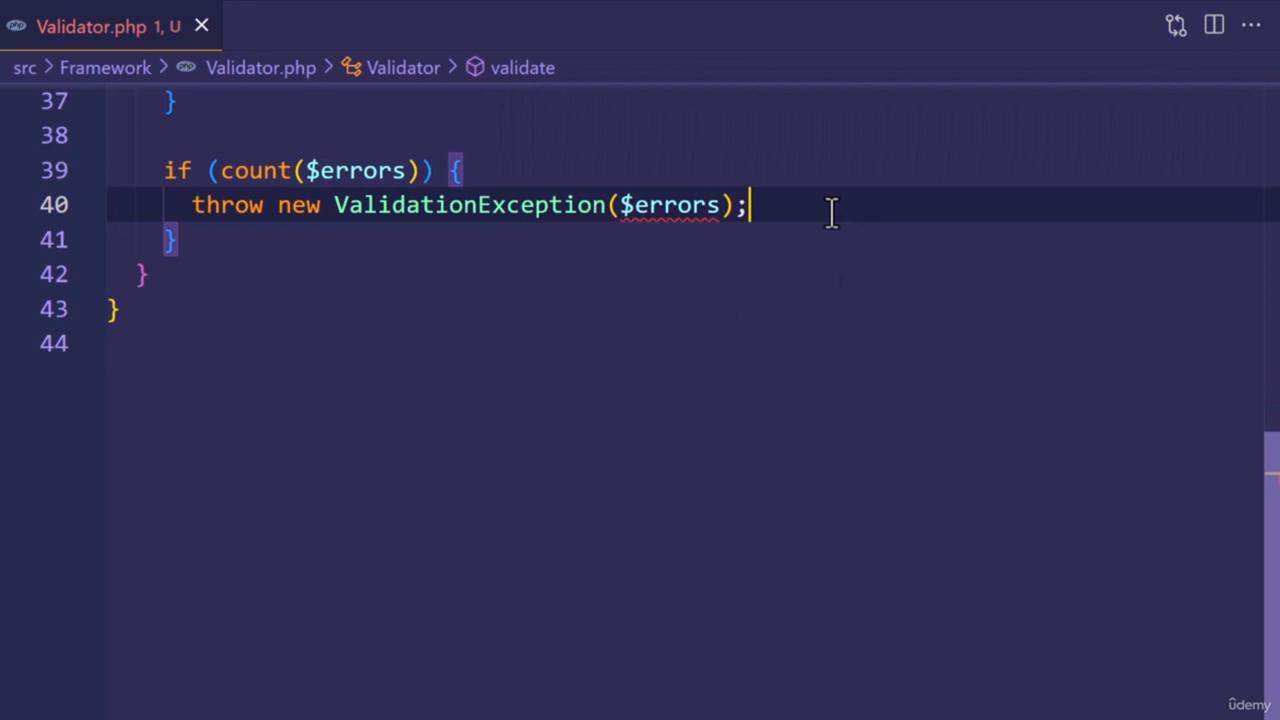 Validator.php 1, U
src > Framework > Validator.php > Validator > validate
37 }
38
39 if (count($errors)) {
40 throw new ValidationException($errors);
41 }
42 }
43 }
44
ûdemy